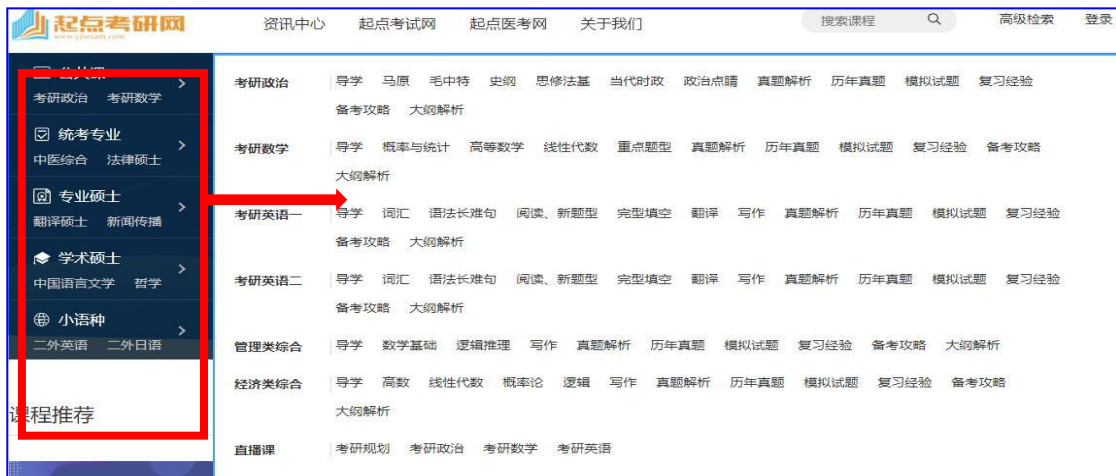 起点考研网
www.yjsexam.com
资讯中心 起点考试网 起点医考网 关于我们 搜索课程 高级检索 登录
公共课
考研政治 考研数学
统考专业
中医综合 法律硕士
专业硕士
翻译硕士 新闻传播
学术硕士
中国语言文学 哲学
小语种
二外英语 二外日语
课程推荐
考研政治 导学 马原 毛中特 史纲 思修法基 当代时政 政治点睛 真题解析 历年真题 模拟试题 复习经验
备考攻略 大纲解析
考研数学 导学 概率与统计 高等数学 线性代数 重点题型 真题解析 历年真题 模拟试题 复习经验 备考攻略
大纲解析
考研英语一 导学 词汇 语法长难句 阅读、新题型 完型填空 翻译 写作 真题解析 历年真题 模拟试题 复习经验
备考攻略 大纲解析
考研英语二 导学 词汇 语法长难句 阅读、新题型 完型填空 翻译 写作 真题解析 历年真题 模拟试题 复习经验
备考攻略 大纲解析
管理类综合 导学 数学基础 逻辑推理 写作 真题解析 历年真题 模拟试题 复习经验 备考攻略 大纲解析
经济类综合 导学 高数 线性代数 概率论 逻辑 写作 真题解析 历年真题 模拟试题 复习经验 备考攻略
大纲解析
直播课 考研规划 考研政治 考研数学 考研英语